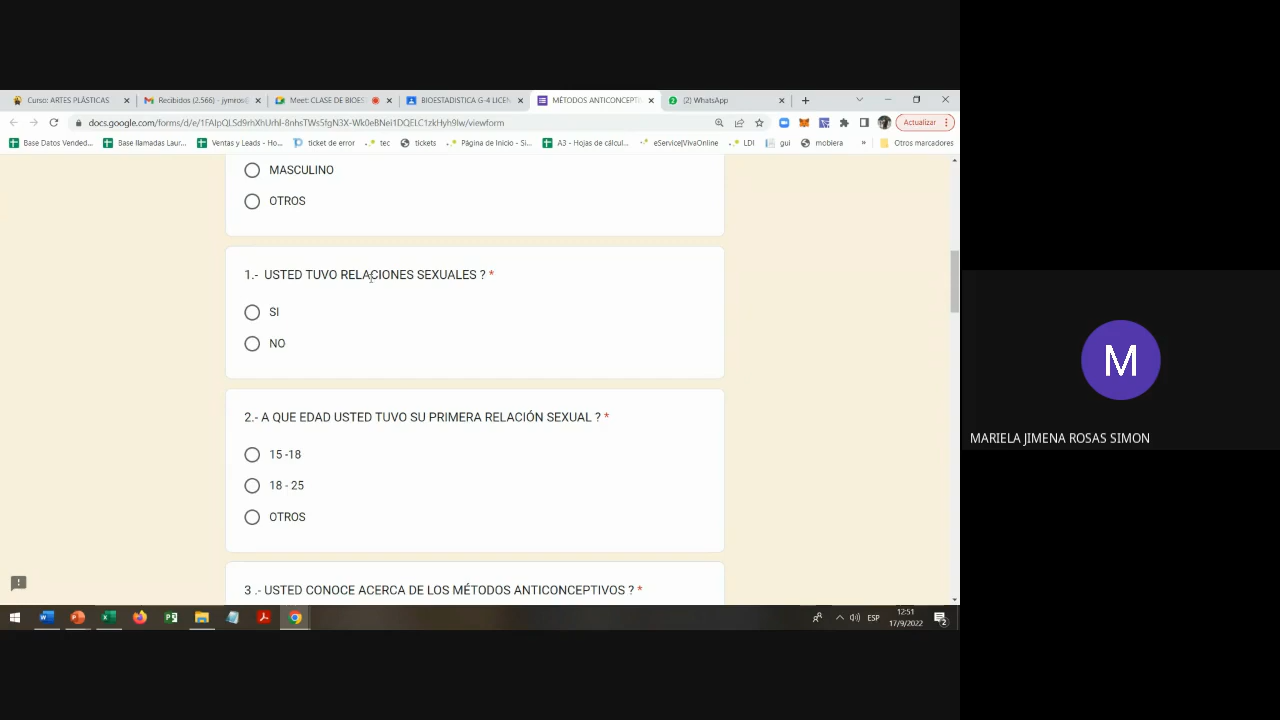 Curso: ARTES PLÁSTICAS
Recibidos (2.566) - jymros@
Meet: CLASE DE BIOES
BIOESTADISTICA G-4 LICEN
MÉTODOS ANTICONCEPTI
(2) WhatsApp
docs.google.com/forms/d/e/
/viewform
Actualizar
Base Datos Vended...
Base llamadas Laur...
Ventas y Leads - Ho...
ticket de error
tec
tickets
Página de Inicio - Si...
A3 - Hojas de cálcul...
eService|VivaOnline
LDI
gui
mobiera
»
Otros marcadores
MASCULINO
OTROS
1.- USTED TUVO RELACIONES SEXUALES ? *
SI
NO
2.- A QUE EDAD USTED TUVO SU PRIMERA RELACIÓN SEXUAL ? *
15 -18
18 - 25
OTROS
3 .- USTED CONOCE ACERCA DE LOS MÉTODOS ANTICONCEPTIVOS ? *
ESP
12:51
17/9/2022
2
M
MARIELA JIMENA ROSAS SIMON